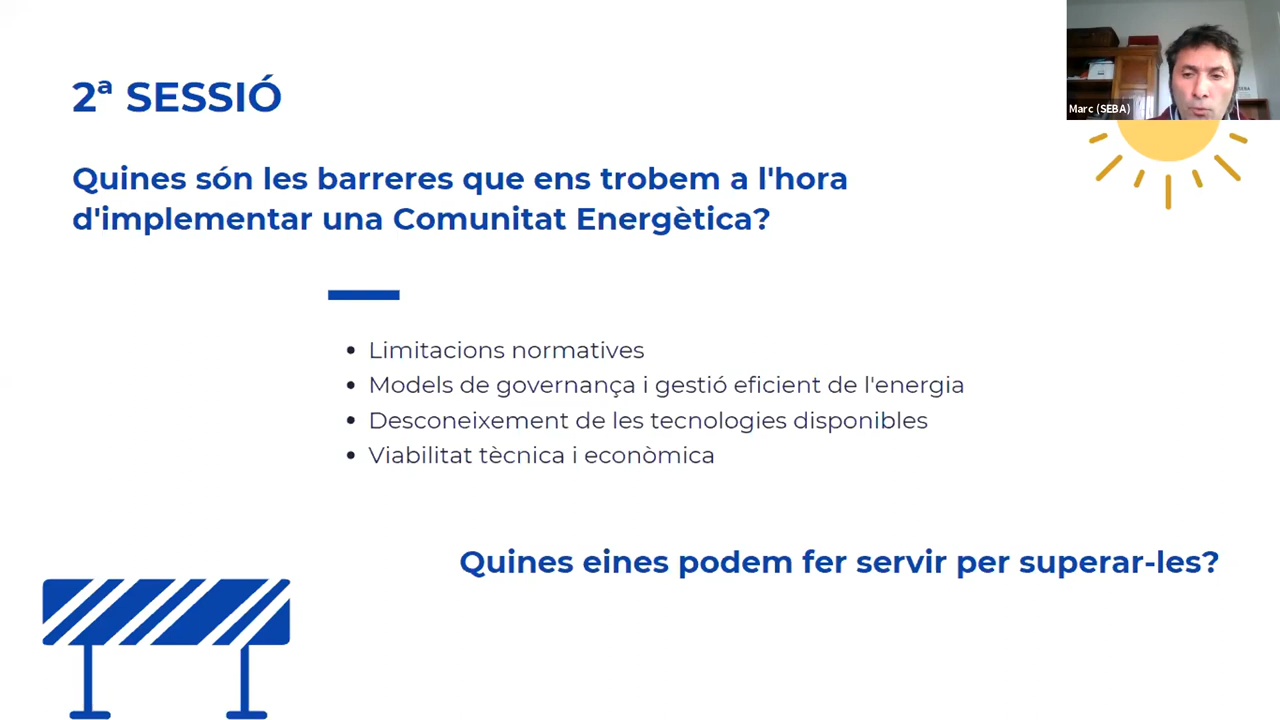 2ª SESSIÓ
Quines són les barreres que ens trobem a l'hora
d'implementar una Comunitat Energètica?
• Limitacions normatives
• Models de governança i gestió eficient de l'energia
• Desconeixement de les tecnologies disponibles
• Viabilitat tècnica i econòmica
Quines eines podem fer servir per superar-les?
Marc (SEBA)